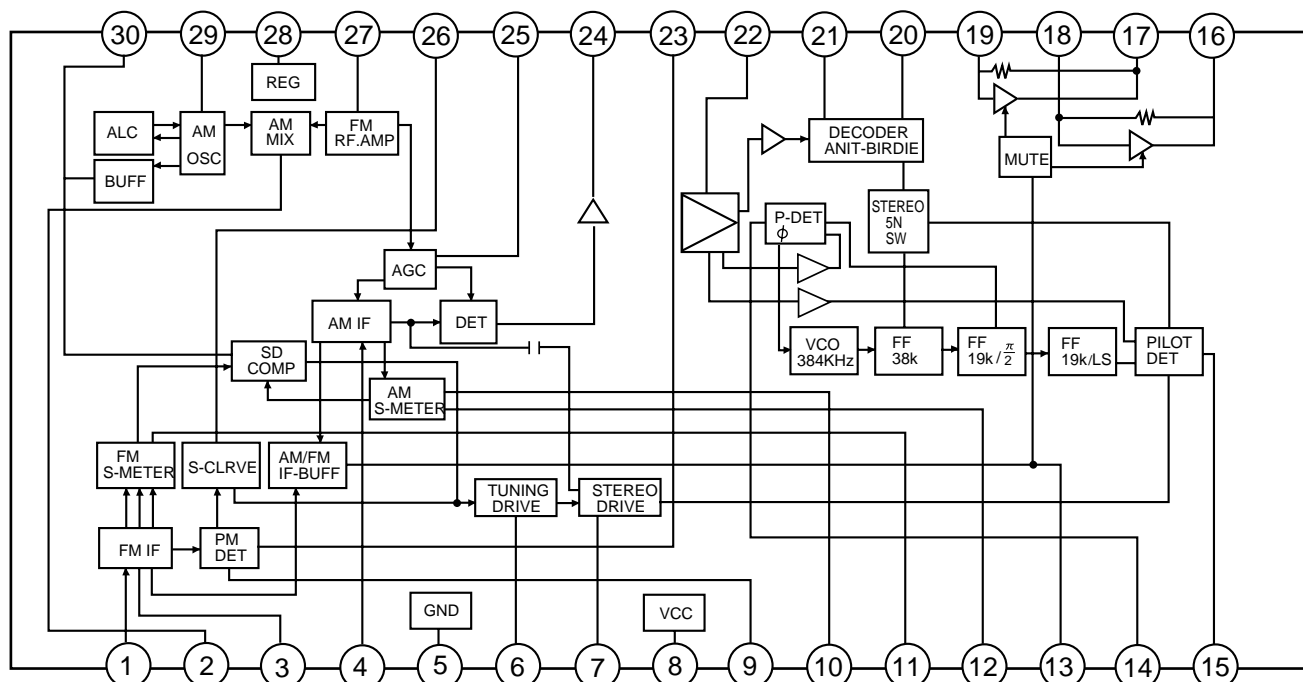 30 29 28 27 26 25 24 23 22 21 20 19 18 17 16
REG
ALC
AM
OSC
AM
MIX
FM
RF.AMP
DECODER
ANIT-BIRDIE
MUTE
BUFF
STEREO
5N
SW
P-DET
ϕ
AGC
AM IF
DET
SD
COMP
VCO
384KHz
FF
38k
FF
19k/π/2
FF
19k/LS
PILOT
DET
AM
S-METER
FM
S-METER
S-CLRVE
AM/FM
IF-BUFF
TUNING
DRIVE
STEREO
DRIVE
FM IF
PM
DET
GND
VCC
1 2 3 4 5 6 7 8 9 10 11 12 13 14 15